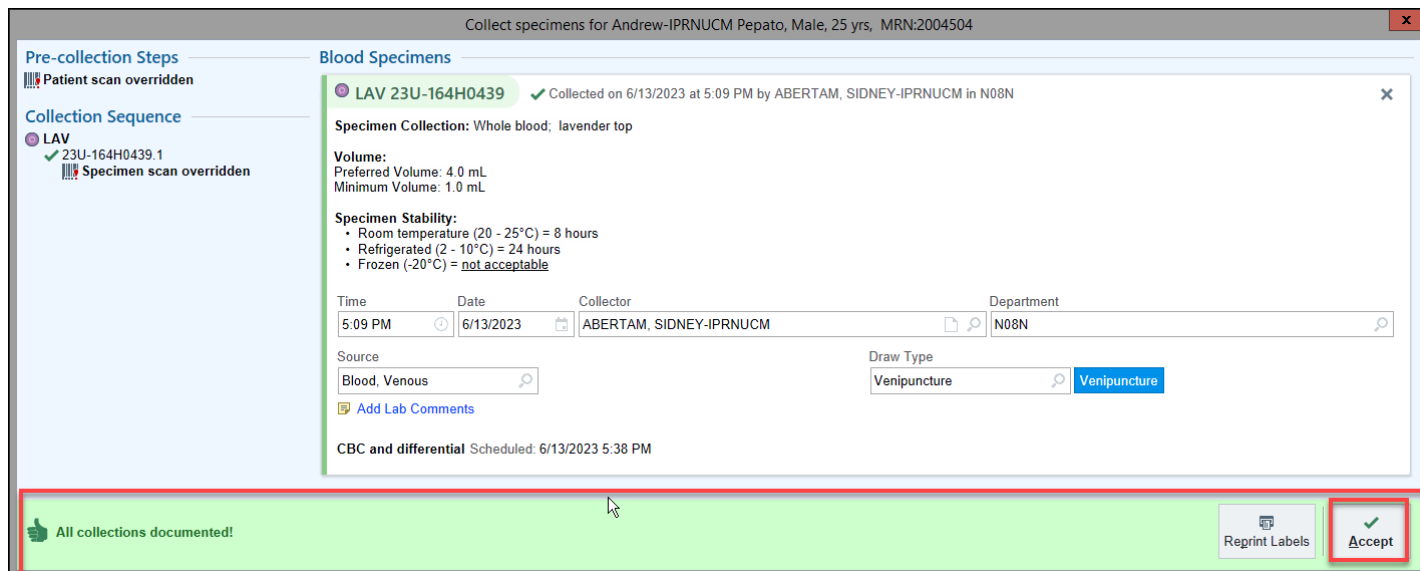 Collect specimens for Andrew-IPRNUCM Pepato, Male, 25 yrs, MRN:2004504
x
Pre-collection Steps
Patient scan overridden
Collection Sequence
LAV
23U-164H0439.1
Specimen scan overridden
Blood Specimens
LAV 23U-164H0439 Collected on 6/13/2023 at 5:09 PM by ABERTAM, SIDNEY-IPRNUCM in N08N
Specimen Collection: Whole blood; lavender top
Volume:
Preferred Volume: 4.0 mL
Minimum Volume: 1.0 mL
Specimen Stability:
• Room temperature (20 - 25°C) = 8 hours
• Refrigerated (2 - 10°C) = 24 hours
• Frozen (-20°C) = not acceptable
Time Date Collector Department
5:09 PM 6/13/2023 ABERTAM, SIDNEY-IPRNUCM N08N
Source Draw Type
Blood, Venous Venipuncture Venipuncture
Add Lab Comments
CBC and differential Scheduled: 6/13/2023 5:38 PM
All collections documented!
Reprint Labels
Accept